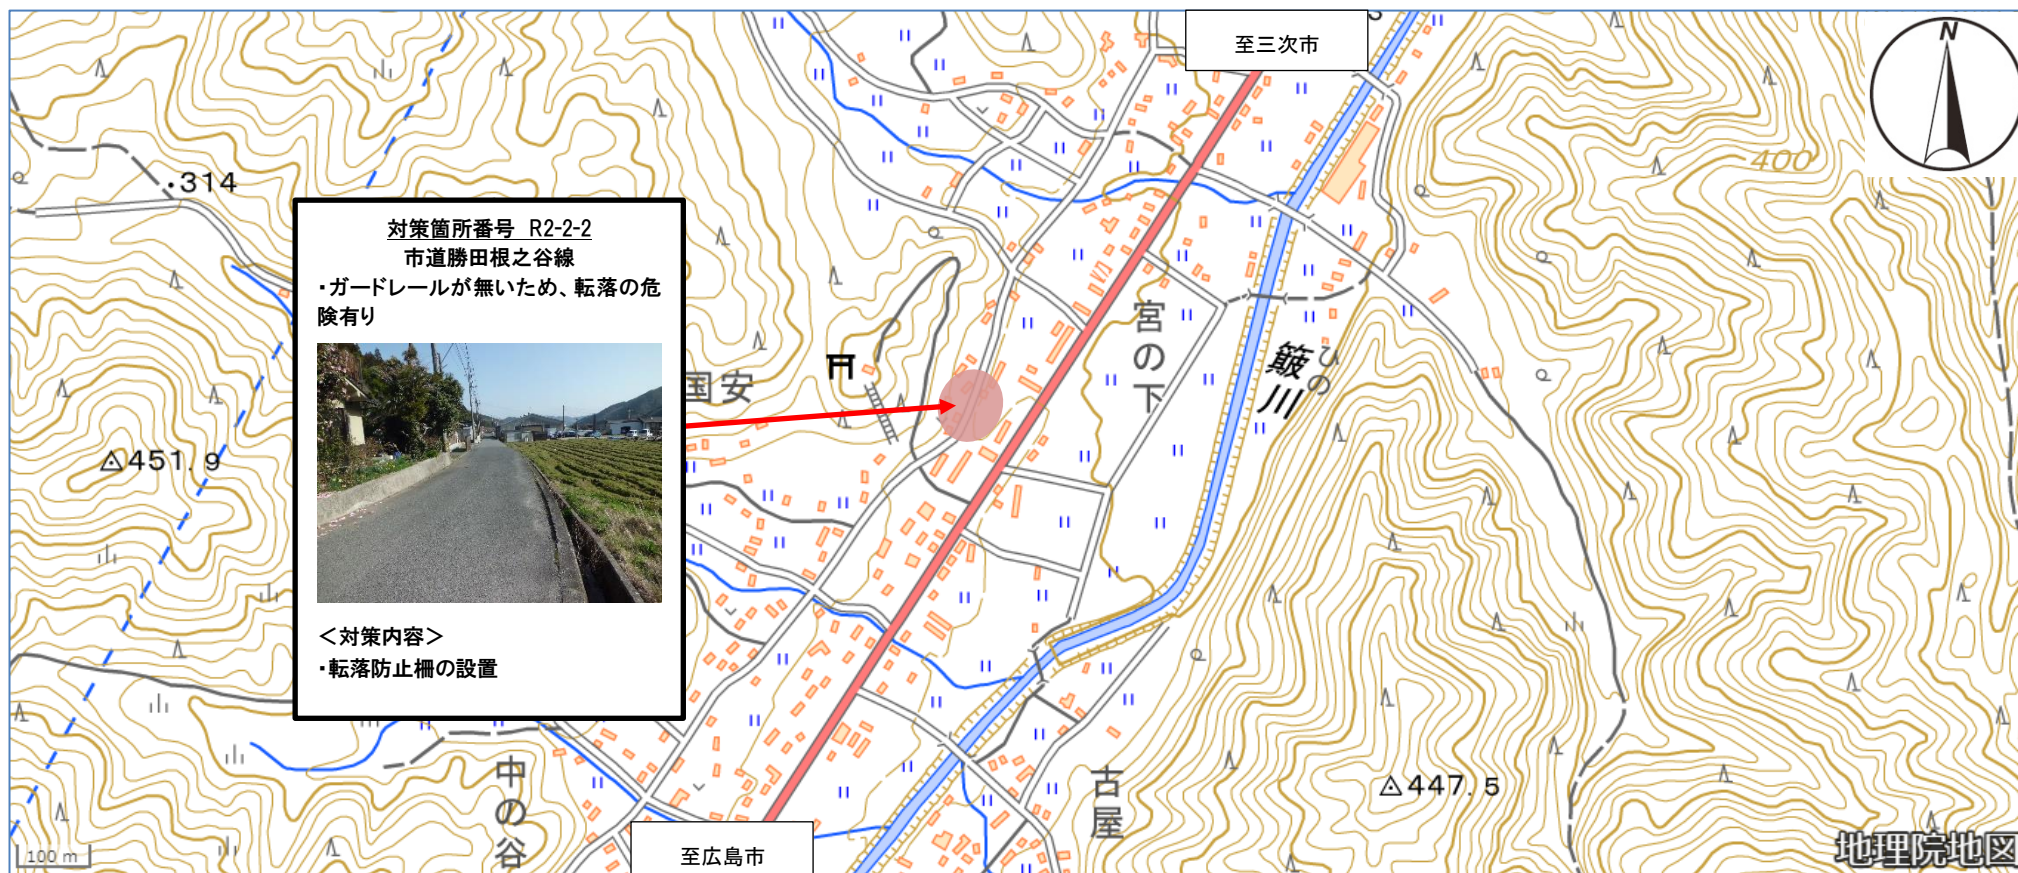 至三次市
N
400
・314
対策箇所番号 R2-2-2
市道勝田根之谷線
・ガードレールが無いため、転落の危
険有り
＜対策内容＞
・転落防止柵の設置
国安
宮の下
簸川
ひの
451.9
中の谷
古屋
447.5
至広島市
100 m
地理院地図